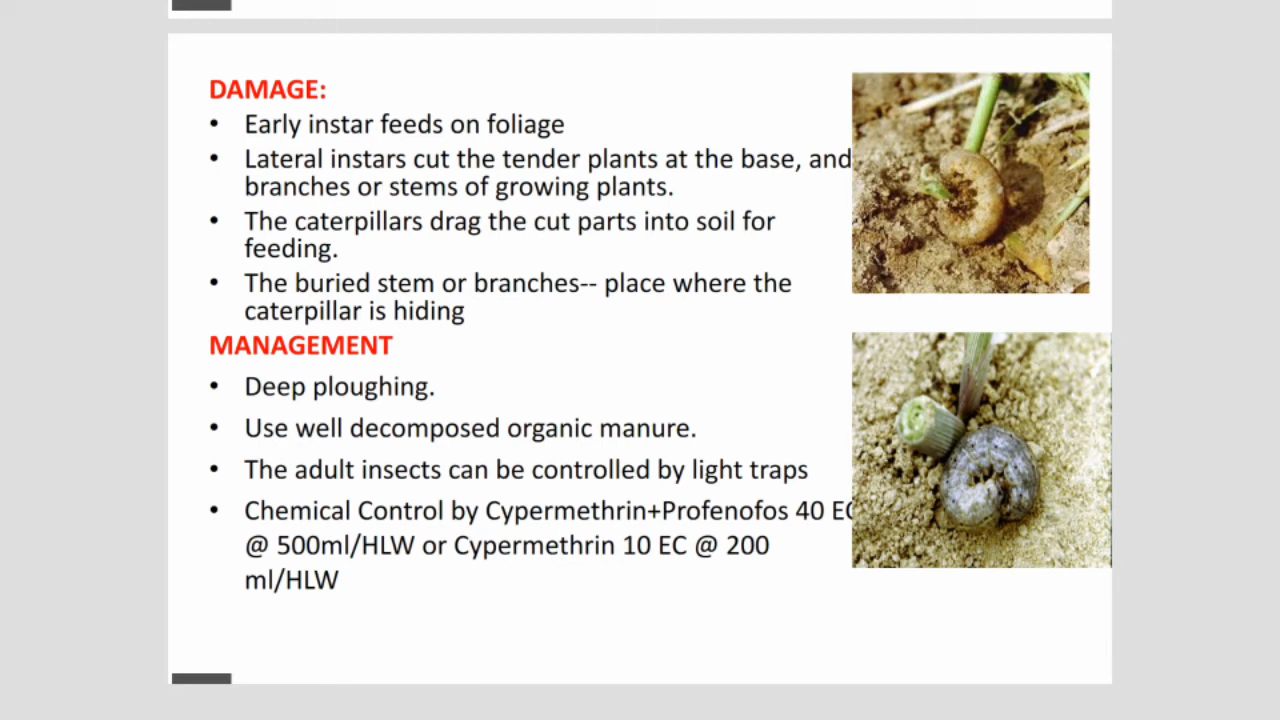 DAMAGE:
• Early instar feeds on foliage
• Lateral instars cut the tender plants at the base, and
branches or stems of growing plants.
• The caterpillars drag the cut parts into soil for
feeding.
• The buried stem or branches-- place where the
caterpillar is hiding
MANAGEMENT
• Deep ploughing.
• Use well decomposed organic manure.
• The adult insects can be controlled by light traps
• Chemical Control by Cypermethrin+Profenofos 40 EC
@ 500ml/HLW or Cypermethrin 10 EC @ 200
ml/HLW